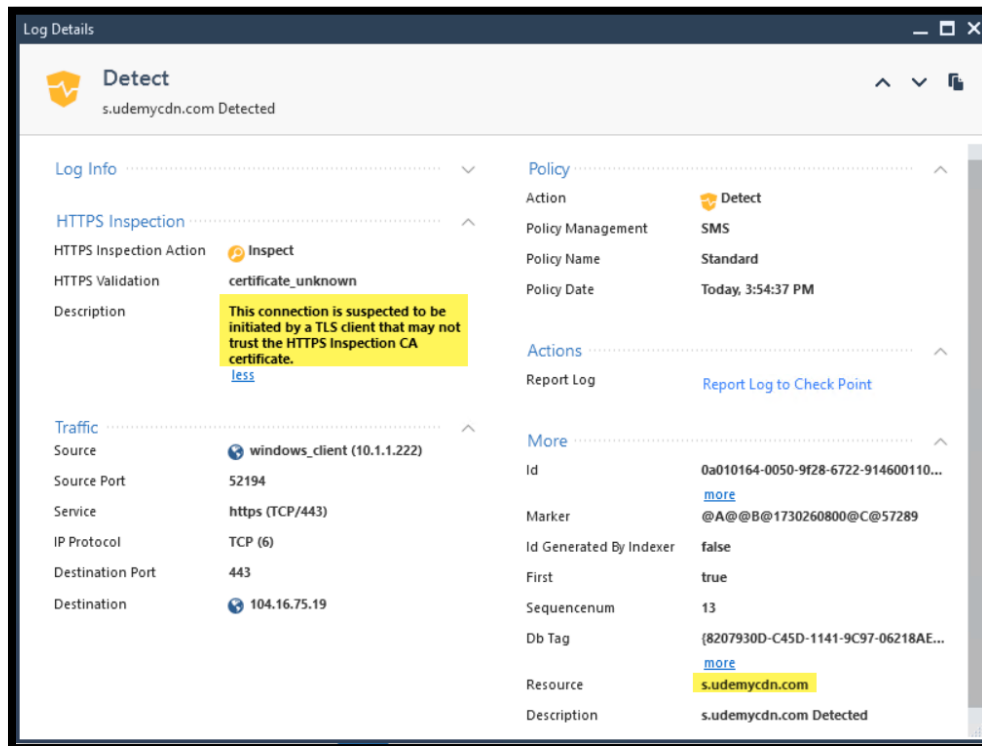 Log Details
Detect
s.udemycdn.com Detected
Log Info
HTTPS Inspection
HTTPS Inspection Action Inspect
HTTPS Validation certificate_unknown
Description This connection is suspected to be
initiated by a TLS client that may not
trust the HTTPS Inspection CA
certificate.
less
Traffic
Source windows_client (10.1.1.222)
Source Port 52194
Service https (TCP/443)
IP Protocol TCP (6)
Destination Port 443
Destination 104.16.75.19
Policy
Action Detect
Policy Management SMS
Policy Name Standard
Policy Date Today, 3:54:37 PM
Actions
Report Log Report Log to Check Point
More
Id 0a010164-0050-9f28-6722-914600110...
more
Marker @A@@B@1730260800@C@57289
Id Generated By Indexer false
First true
Sequencenum 13
Db Tag {8207930D-C45D-1141-9C97-06218AE...
more
Resource s.udemycdn.com
Description s.udemycdn.com Detected